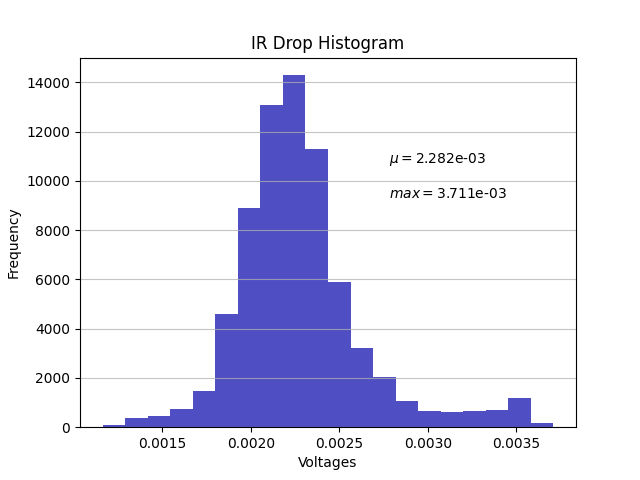 IR Drop Histogram
14000
12000
10000
8000
6000
4000
2000
0
Frequency
μ = 2.282e-03
max = 3.711e-03
0.0015 0.0020 0.0025 0.0030 0.0035
Voltages